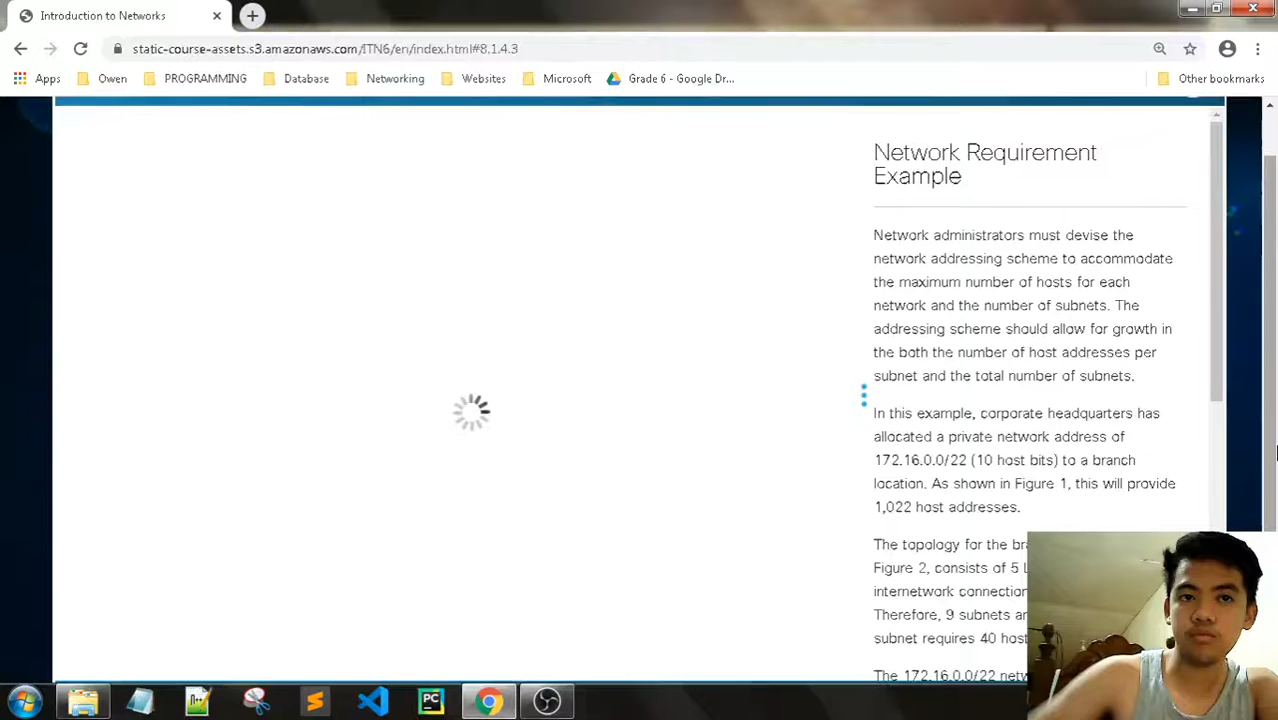 Introduction to Networks
static-course-assets.s3.amazonaws.com/ITN6/en/index.html#8.1.4.3
Apps Owen PROGRAMMING Database Networking Websites Microsoft Grade 6 - Google Dr... Other bookmarks
Network Requirement
Example
Network administrators must devise the
network addressing scheme to accommodate
the maximum number of hosts for each
network and the number of subnets. The
addressing scheme should allow for growth in
the both the number of host addresses per
subnet and the total number of subnets.
In this example, corporate headquarters has
allocated a private network address of
172.16.0.0/22 (10 host bits) to a branch
location. As shown in Figure 1, this will provide
1,022 host addresses.
The topology for the bra
Figure 2, consists of 5 L
internetwork connection
Therefore, 9 subnets ar
subnet requires 40 host
The 172.16.0.0/22 netw
PC